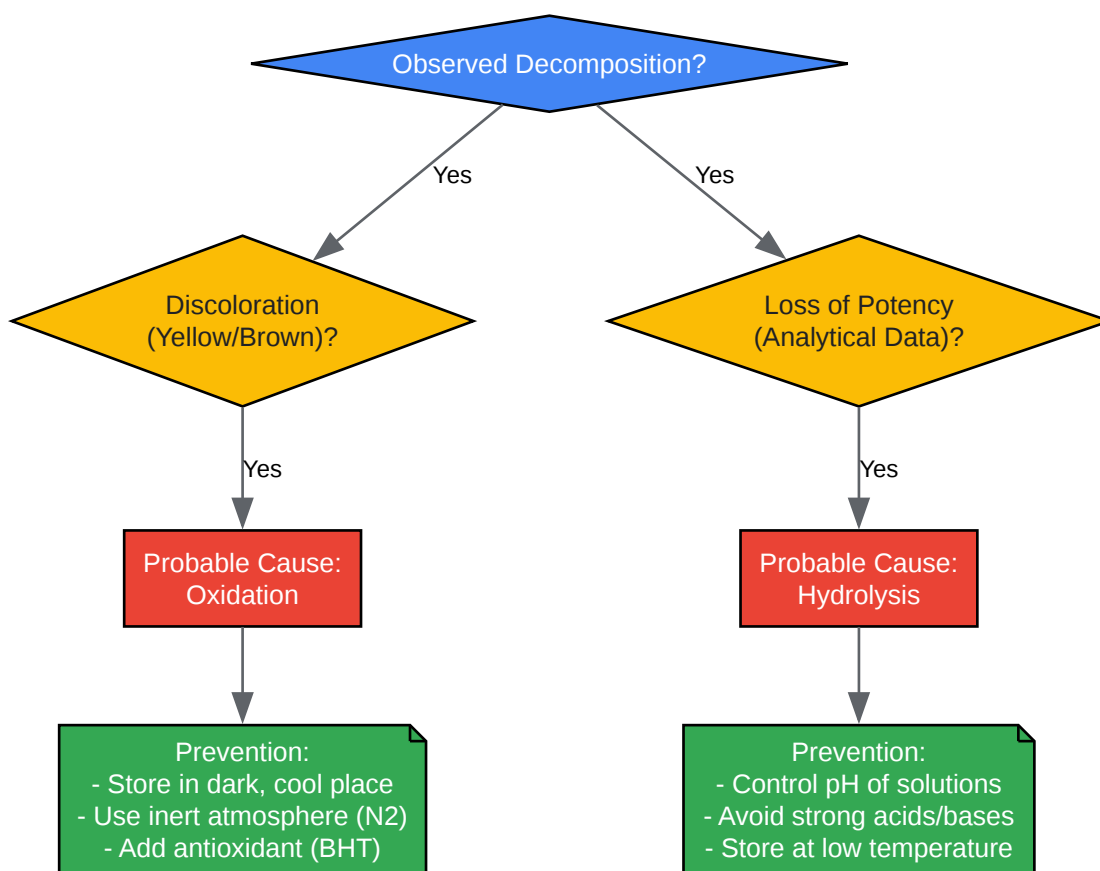 Observed Decomposition?
Yes
Yes
Discoloration
(Yellow/Brown)?
Loss of Potency
(Analytical Data)?
Yes
Yes
Probable Cause:
Oxidation
Probable Cause:
Hydrolysis
Prevention:
- Store in dark, cool place
- Use inert atmosphere (N2)
- Add antioxidant (BHT)
Prevention:
- Control pH of solutions
- Avoid strong acids/bases
- Store at low temperature